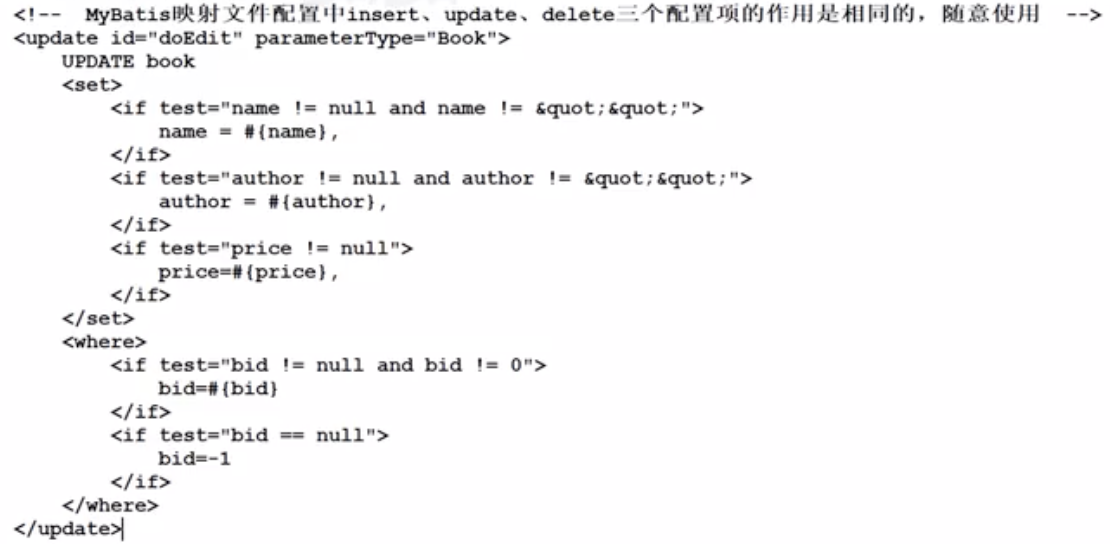 <!--  MyBatis映射文件配置中insert、update、delete三个配置项的作用是相同的，随意使用  -->
<update id="doEdit" parameterType="Book">
    UPDATE book
    <set>
        <if test="name != null and name != &quot;&quot;">
            name = #{name},
        </if>
        <if test="author != null and author != &quot;&quot;">
            author = #{author},
        </if>
        <if test="price != null">
            price=#{price},
        </if>
    </set>
    <where>
        <if test="bid != null and bid != 0">
            bid=#{bid}
        </if>
        <if test="bid == null">
            bid=-1
        </if>
    </where>
</update>